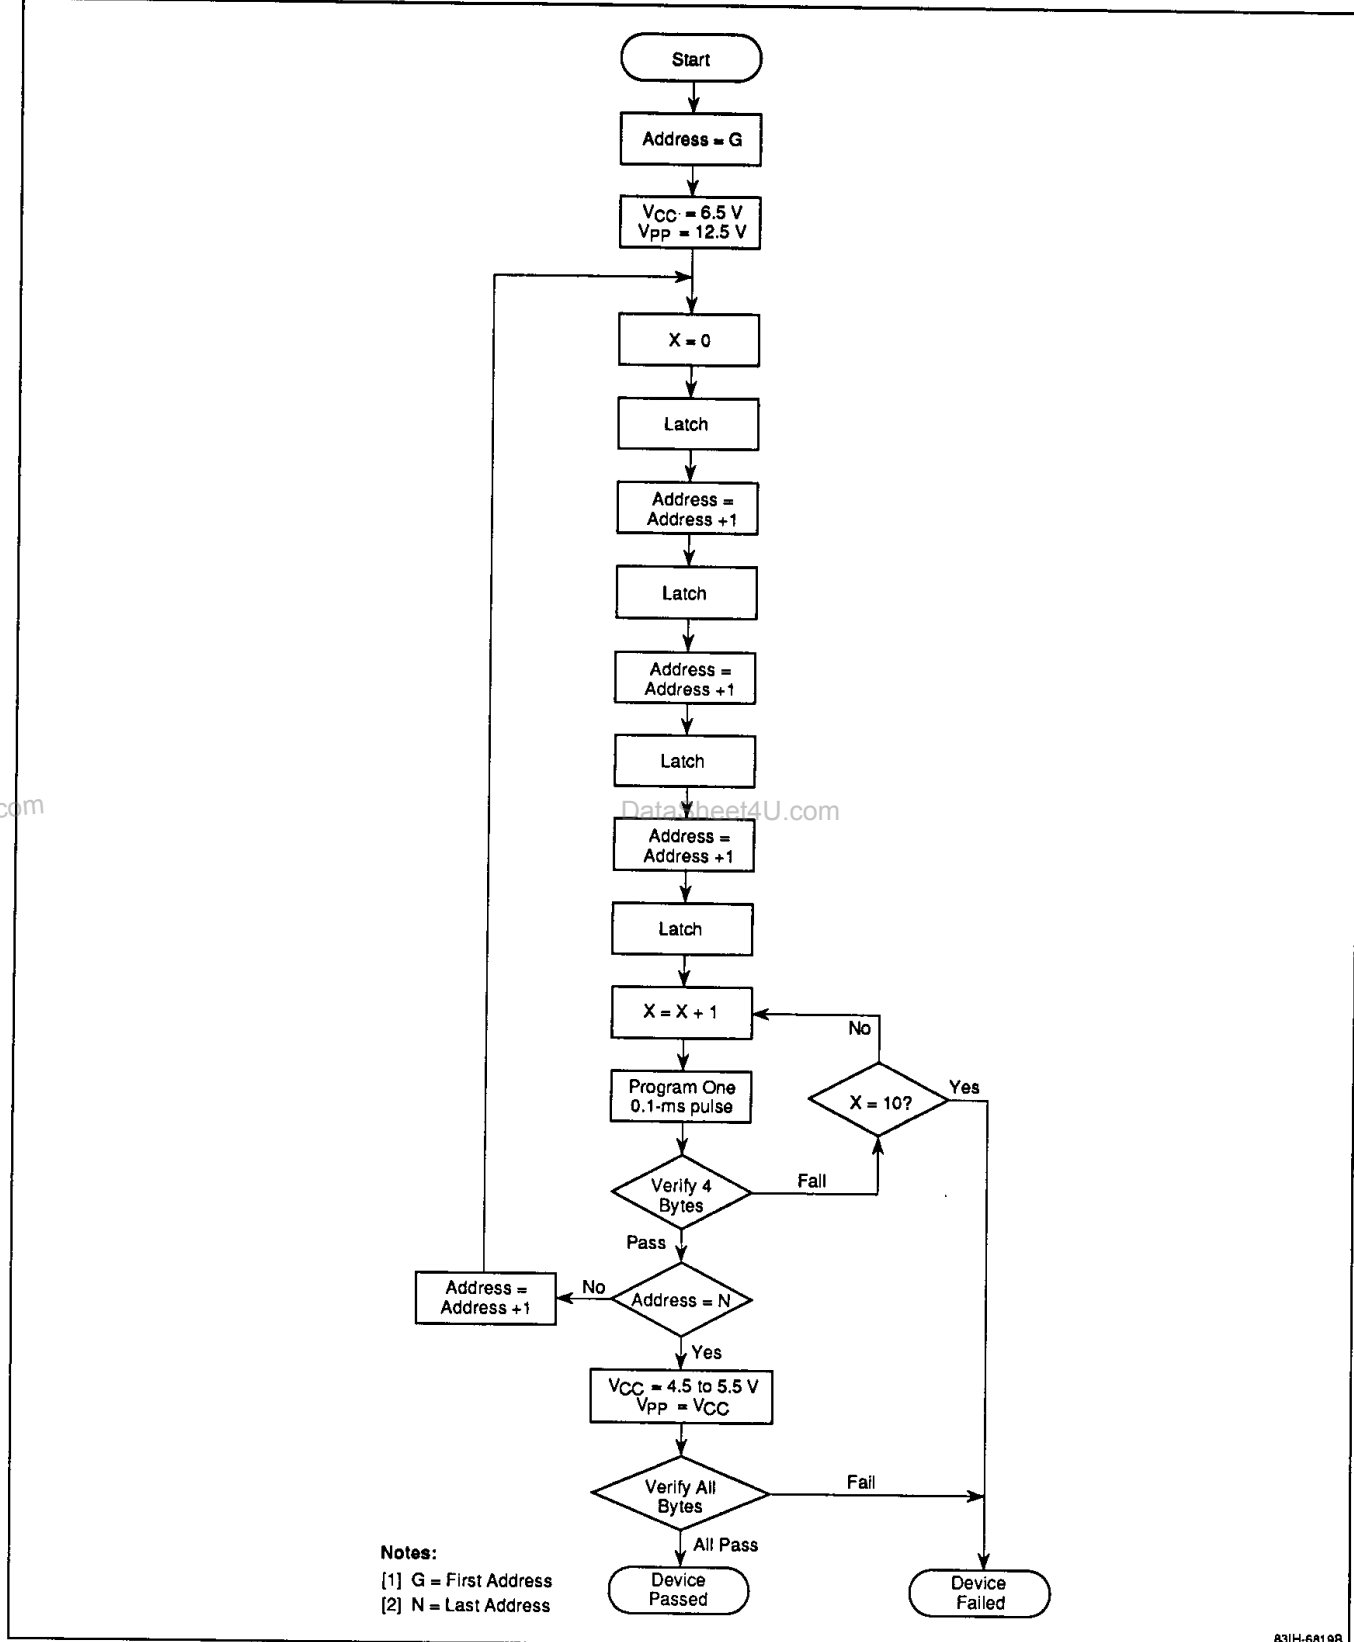 Start
Address = G
VCC = 6.5 V
VPP = 12.5 V
X = 0
Latch
Address =
Address +1
Latch
Address =
Address +1
Latch
.com
DataSheet4U.com
Address =
Address +1
Latch
X = X + 1
No
Program One
0.1-ms pulse
X = 10?
Yes
Verify 4
Bytes
Fail
Pass
Address =
Address +1
No
Address = N
Yes
VCC = 4.5 to 5.5 V
VPP = VCC
Verify All
Bytes
Fail
All Pass
Device
Passed
Device
Failed
Notes:
[1] G = First Address
[2] N = Last Address
83IH-6819B